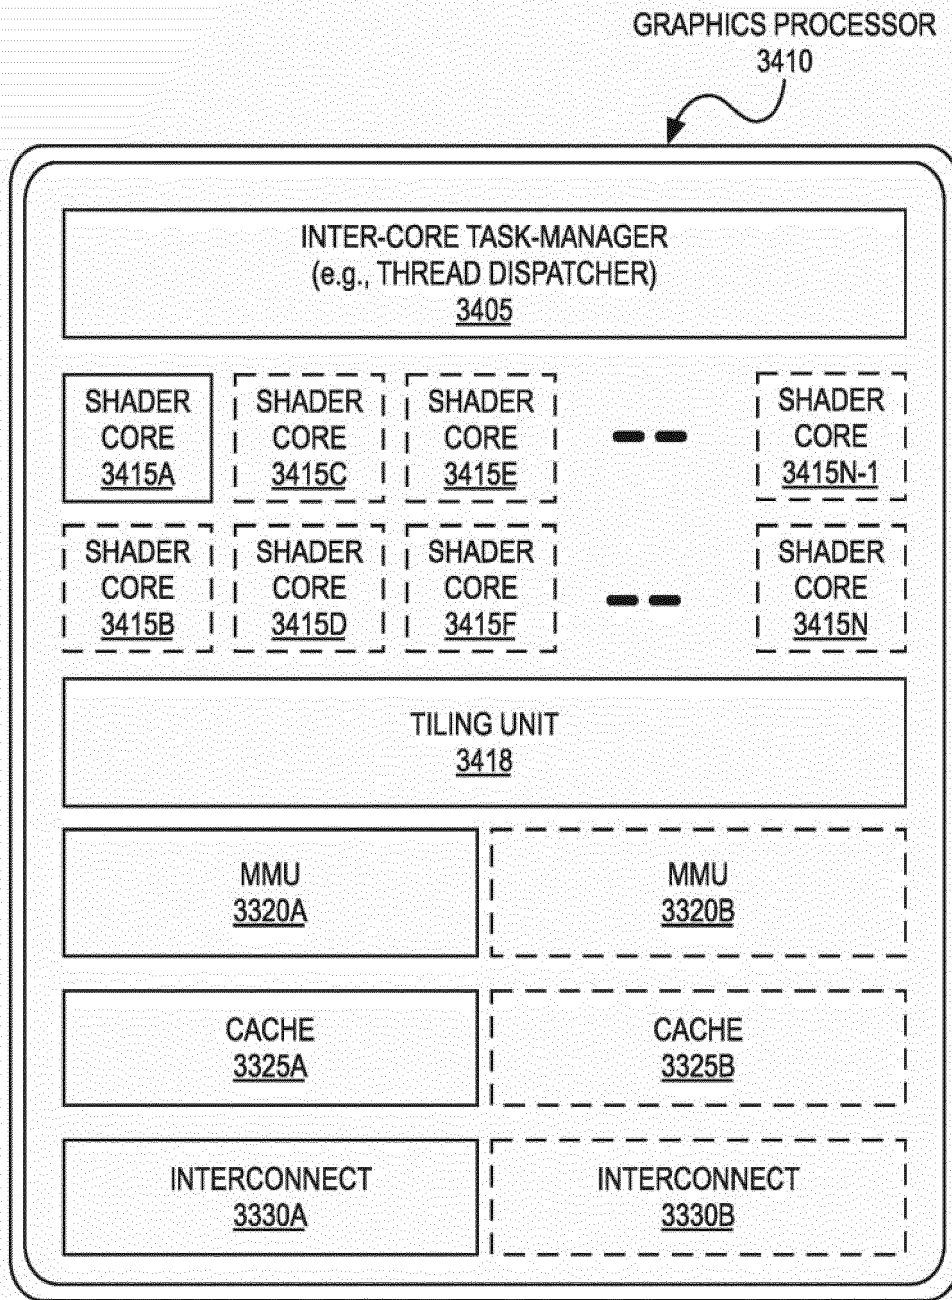 GRAPHICS PROCESSOR
3410
INTER-CORE TASK-MANAGER
(e.g., THREAD DISPATCHER)
3405
SHADER
CORE
3415A
SHADER
CORE
3415C
SHADER
CORE
3415E
SHADER
CORE
3415N-1
SHADER
CORE
3415B
SHADER
CORE
3415D
SHADER
CORE
3415F
SHADER
CORE
3415N
TILING UNIT
3418
MMU
3320A
MMU
3320B
CACHE
3325A
CACHE
3325B
INTERCONNECT
3330A
INTERCONNECT
3330B